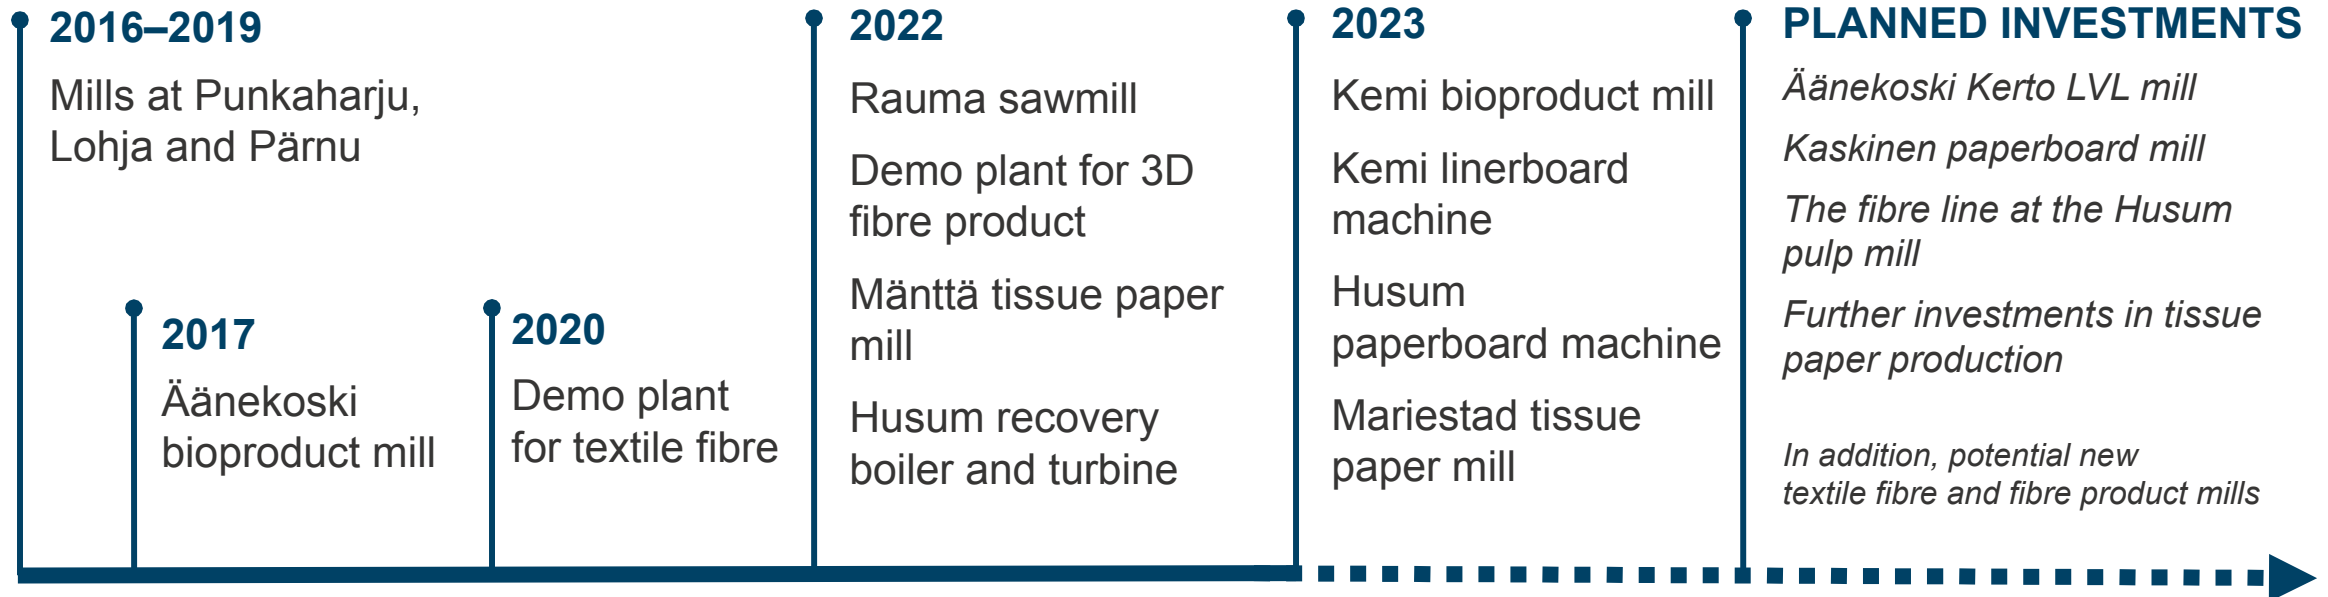 2016–2019
Mills at Punkaharju,
Lohja and Pärnu
2017
Äänekoski
bioproduct mill
2020
Demo plant
for textile fibre
2022
Rauma sawmill
Demo plant for 3D
fibre product
Mänttä tissue paper
mill
Husum recovery
boiler and turbine
2023
Kemi bioproduct mill
Kemi linerboard
machine
Husum
paperboard machine
Mariestad tissue
paper mill
PLANNED INVESTMENTS
Äänekoski Kerto LVL mill
Kaskinen paperboard mill
The fibre line at the Husum
pulp mill
Further investments in tissue
paper production
In addition, potential new
textile fibre and fibre product mills